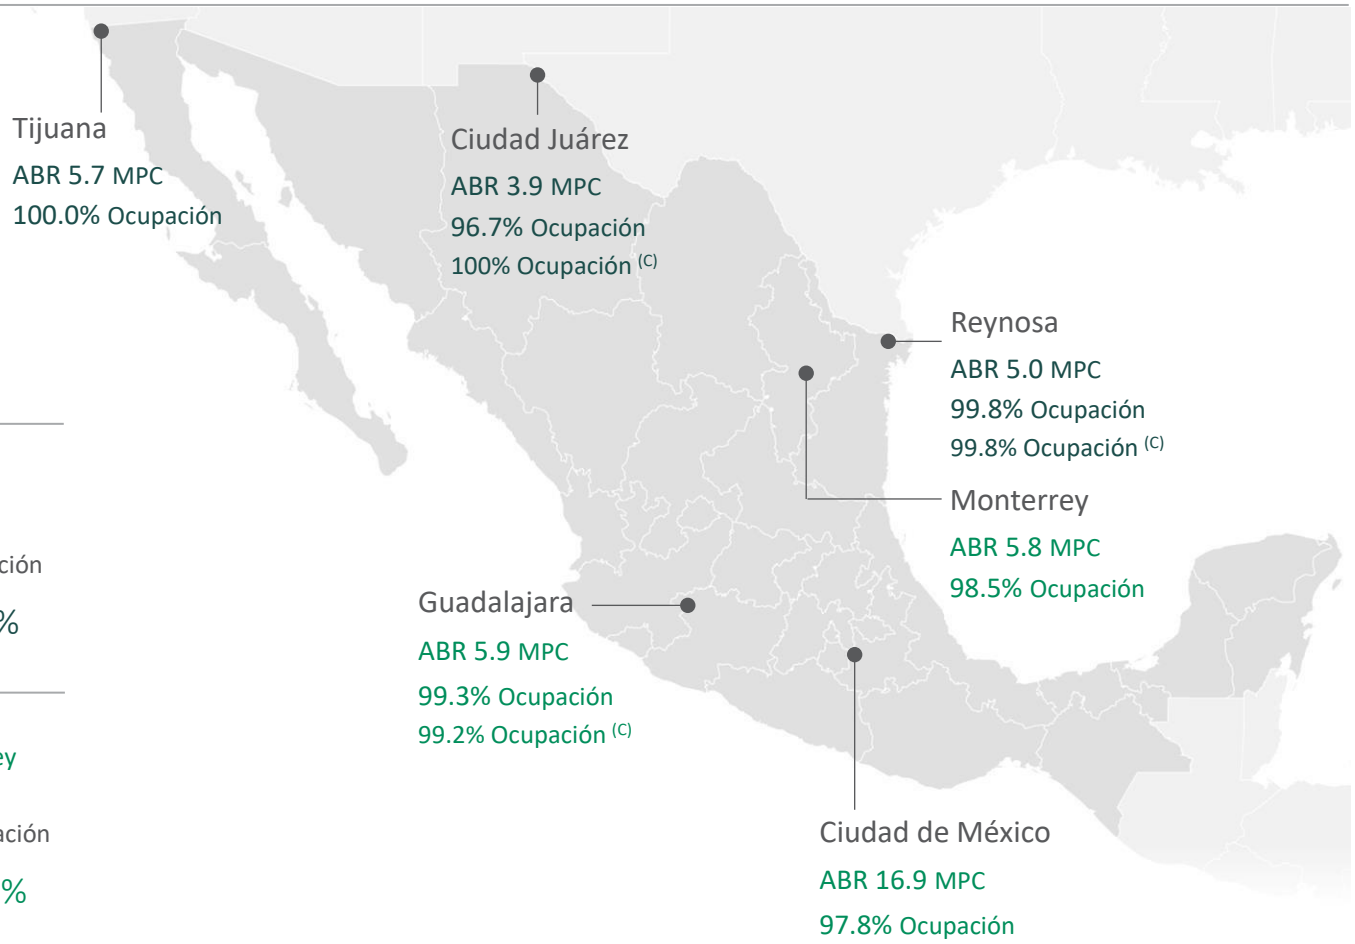 Tijuana
ABR 5.7 MPC
100.0% Ocupación
Ciudad Juárez
ABR 3.9 MPC
96.7% Ocupación
100% Ocupación (C)
Reynosa
ABR 5.0 MPC
99.8% Ocupación
99.8% Ocupación (C)
Monterrey
ABR 5.8 MPC
98.5% Ocupación
Guadalajara
ABR 5.9 MPC
99.3% Ocupación
99.2% Ocupación (C)
Ciudad de México
ABR 16.9 MPC
97.8% Ocupación
ción
%
ey
ación
%